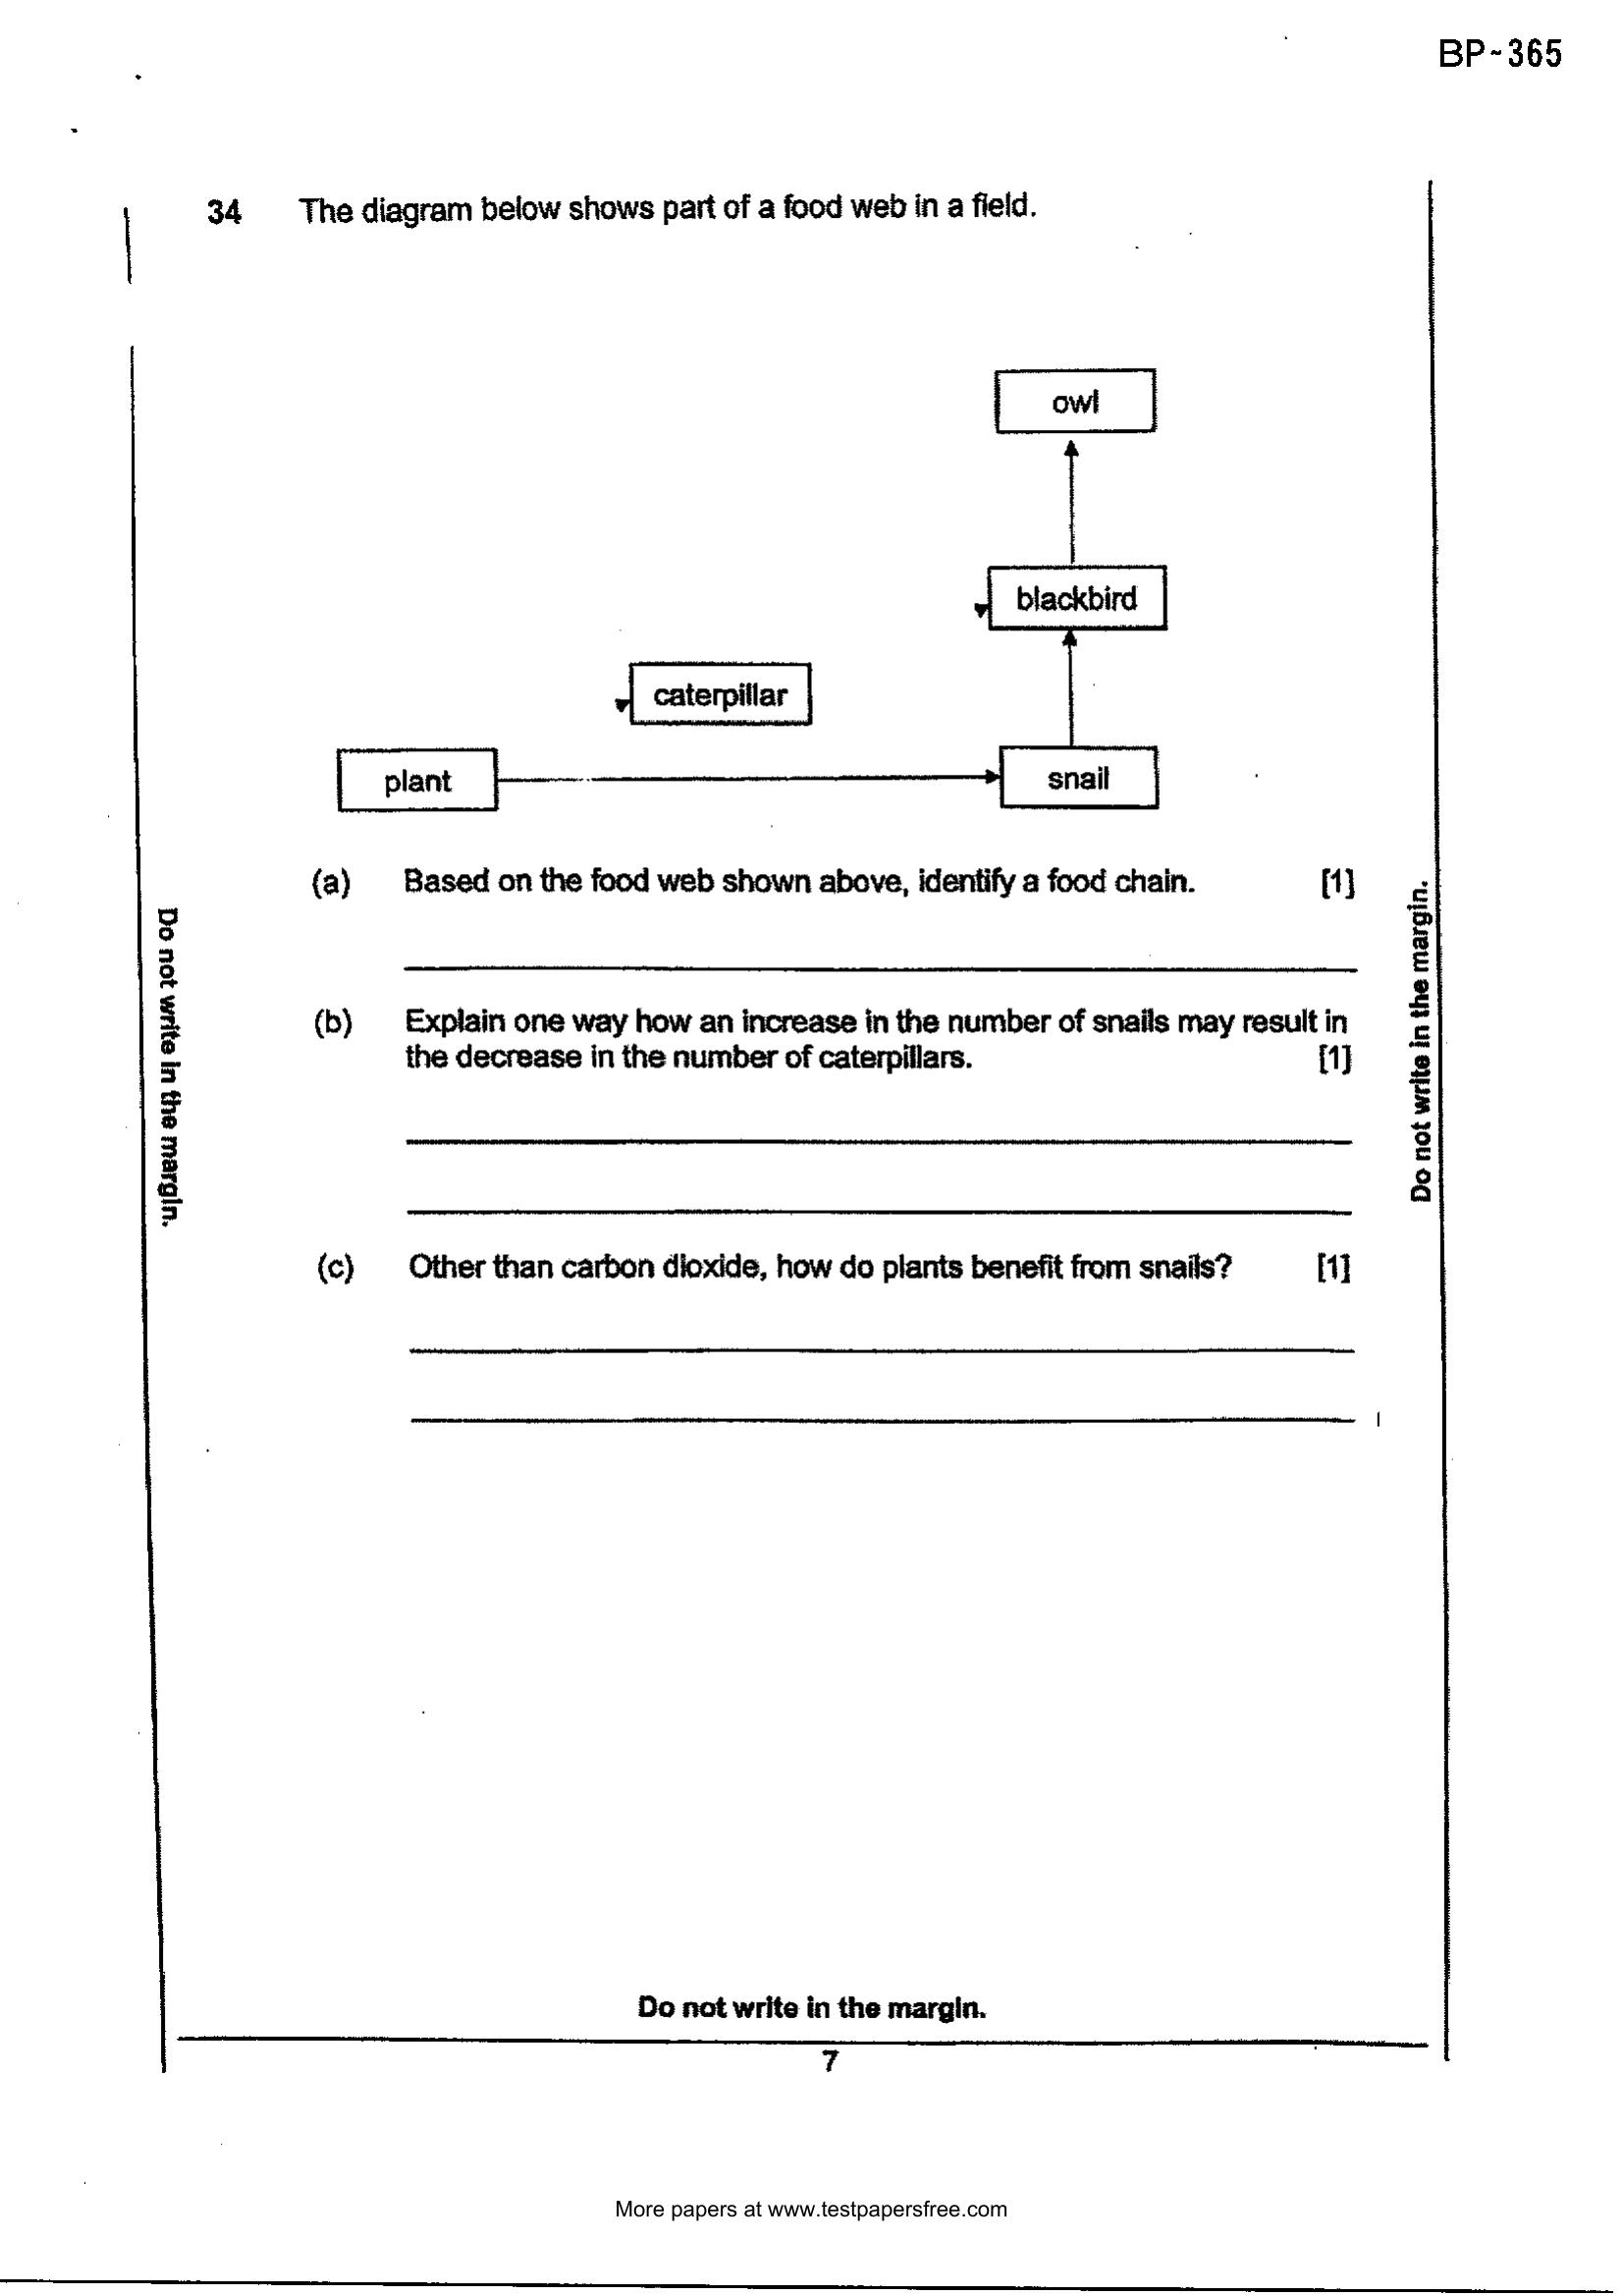 BP-365
34 The diagram below shows part of a food web in a field.
owl
blackbird
caterpillar
plant
snail
(a) Based on the food web shown above, identify a food chain. [1]
(b) Explain one way how an increase in the number of snails may result in
the decrease in the number of caterpillars. [1]
(c) Other than carbon dioxide, how do plants benefit from snails? [1]
Do not write in the margin.
Do not write in the margin.
Do not write in the margin.
7
More papers at www.testpapersfree.com